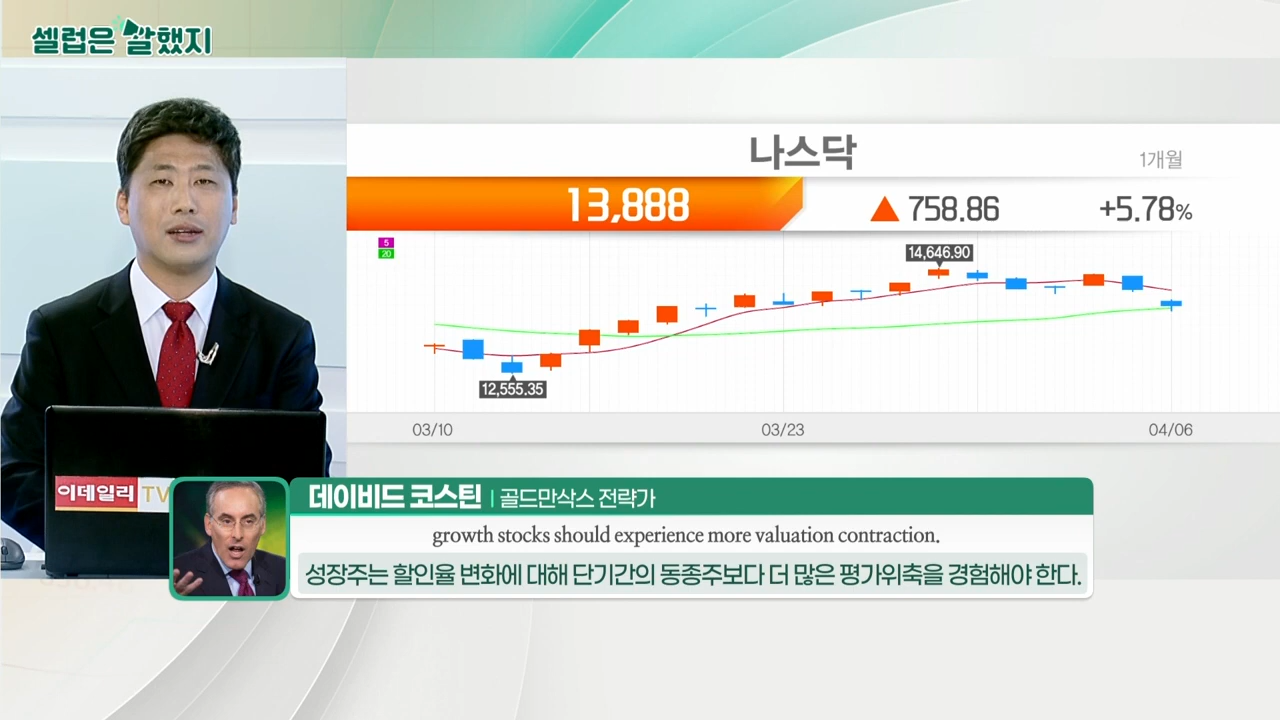 셀럽은 말했지
나스닥
1개월
13,888
▲ 758.86
+5.78%
5
20
14,646.90
12,555.35
03/10
03/23
04/06
이데일리 TV
데이비드 코스틴 | 골드만삭스 전략가
growth stocks should experience more valuation contraction.
성장주는 할인율 변화에 대해 단기간의 동종주보다 더 많은 평가위축을 경험해야 한다.